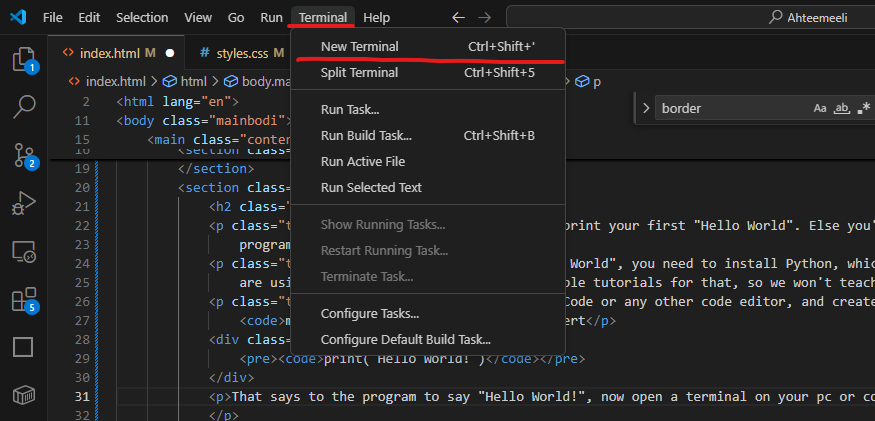 File Edit Selection View Go Run Terminal Help Ahteemeeli
index.html M styles.css M
index.html > html > body.ma p
New Terminal Ctrl+Shift+'
Split Terminal Ctrl+Shift+5
Run Task...
Run Build Task... Ctrl+Shift+B
Run Active File
Run Selected Text
Show Running Tasks...
Restart Running Task...
Terminate Task...
Configure Tasks...
Configure Default Build Task...
> border Aa ab .*
1
2
5
2 <html lang="en">
11 <body class="mainbodi">
15 <main class="conten
16 <section class=
19 </section>
20 <section class=
21 <h2 class="
22 <p class="t print your first "Hello World". Else you'
23 program
24 <p class="t World", you need to install Python, whic
25 are usi ble tutorials for that, so we won't teach
26 <p class="t Code or any other code editor, and create
27 <code>m ert</p>
28 <div class=
29 <pre><code>print('Hello World!')</code></pre>
30 </div>
31 <p>That says to the program to say "Hello World!", now open a terminal on your pc or co
32 </p>